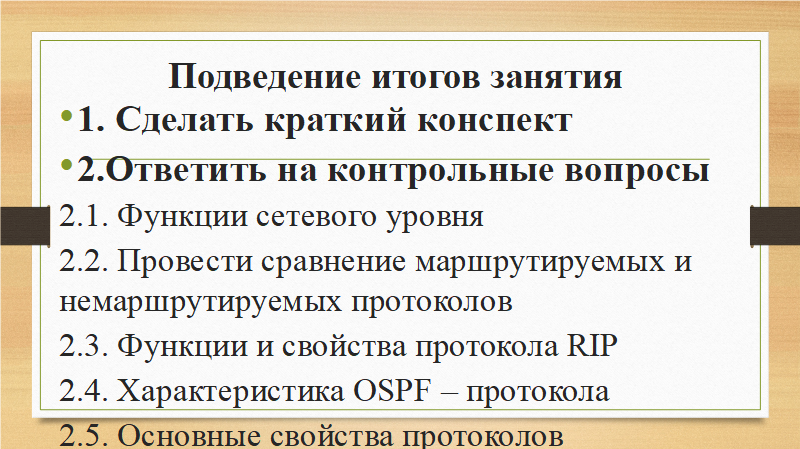 Подведение итогов занятия
• 1. Сделать краткий конспект
• 2.Ответить на контрольные вопросы
2.1. Функции сетевого уровня
2.2. Провести сравнение маршрутируемых и
немаршрутируемых протоколов
2.3. Функции и свойства протокола RIP
2.4. Характеристика OSPF – протокола
2.5. Основные свойства протоколов